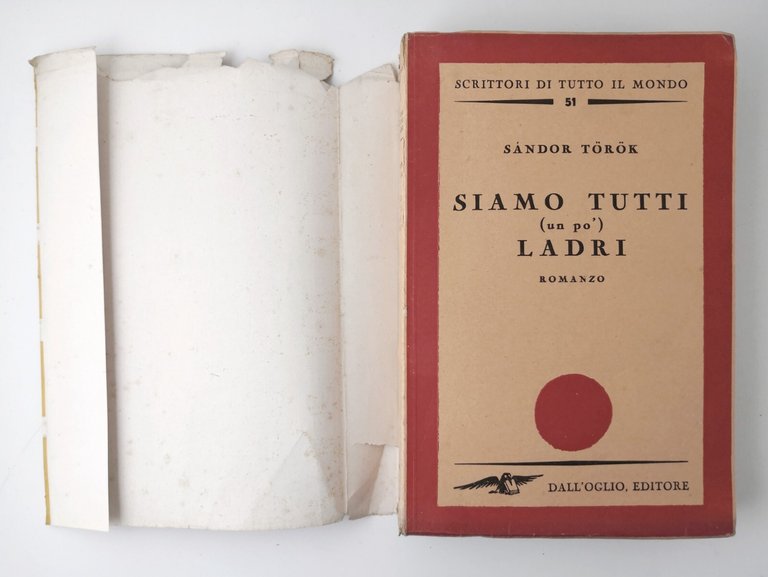 SCRITTORI DI TUTTO IL MONDO
51
SÁNDOR TÖRÖK
SIAMO TUTTI
(un po')
LADRI
ROMANZO
DALL'OGLIO, EDITORE